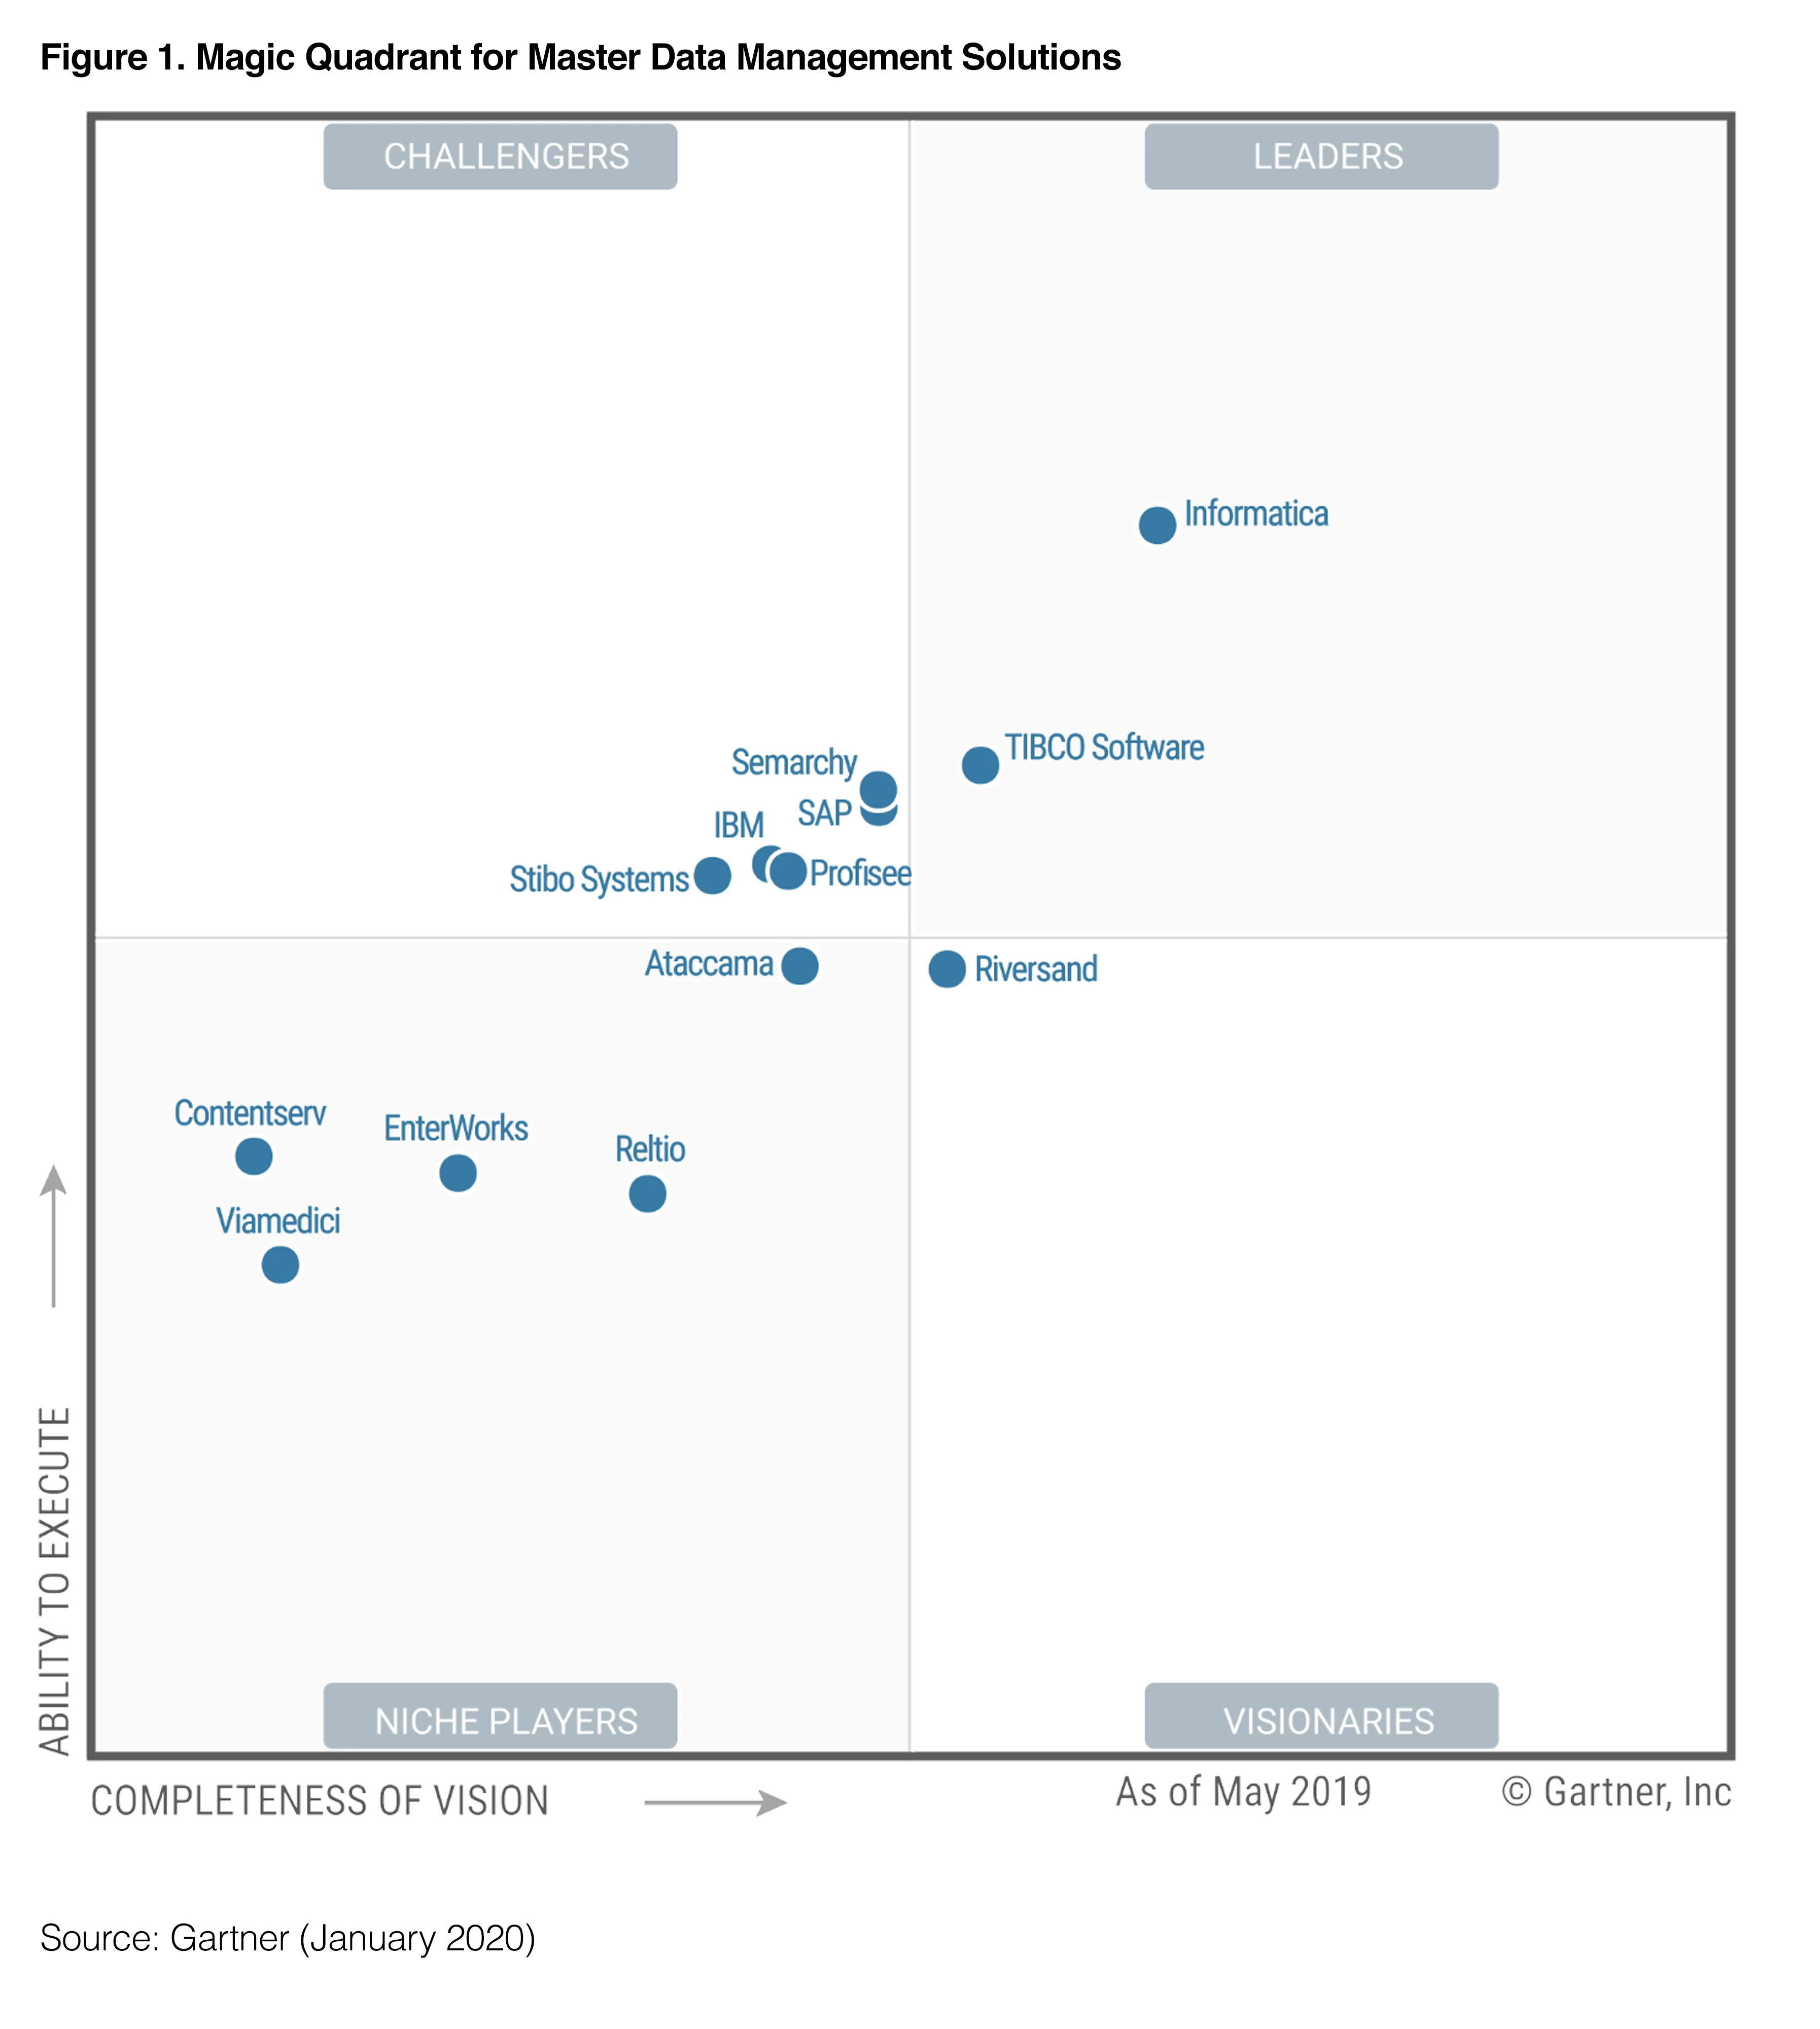 Figure 1. Magic Quadrant for Master Data Management Solutions
CHALLENGERS
LEADERS
Informatica
TIBCO Software
Semarchy
SAP
IBM
Profisee
Stibo Systems
Ataccama
Riversand
Contentserv
EnterWorks
Reltio
Viamedici
NICHE PLAYERS
VISIONARIES
ABILITY TO EXECUTE
COMPLETENESS OF VISION
As of May 2019
© Gartner, Inc
Source: Gartner (January 2020)